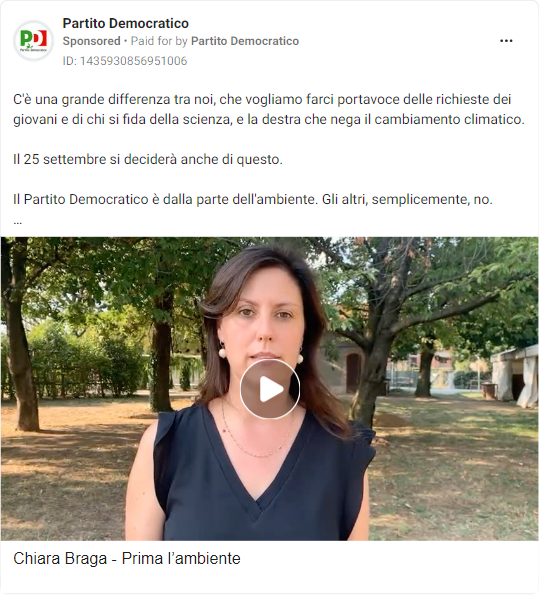 Partito Democratico
Sponsored • Paid for by Partito Democratico
ID: 1435930856951006
PD
Partito Democratico
C'è una grande differenza tra noi, che vogliamo farci portavoce delle richieste dei
giovani e di chi si fida della scienza, e la destra che nega il cambiamento climatico.
Il 25 settembre si deciderà anche di questo.
Il Partito Democratico è dalla parte dell'ambiente. Gli altri, semplicemente, no.
...
Chiara Braga - Prima l’ambiente